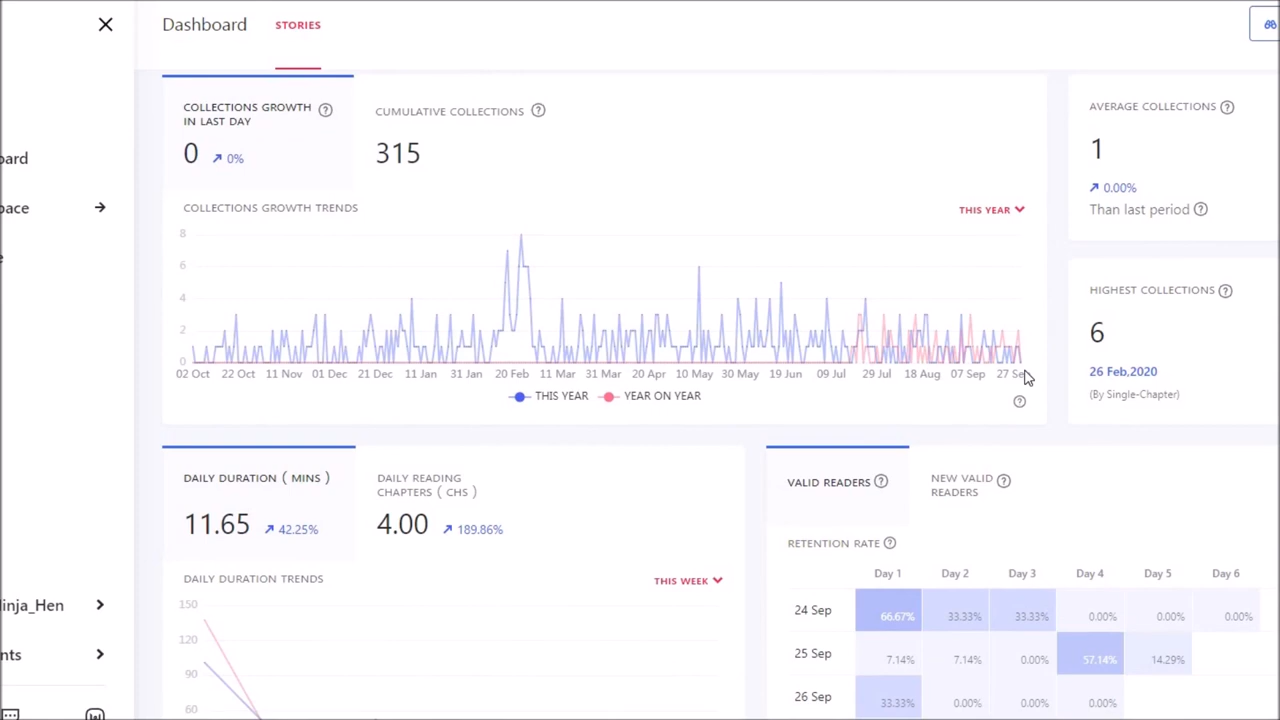 Dashboard
STORIES
COLLECTIONS GROWTH
IN LAST DAY
0
0%
CUMULATIVE COLLECTIONS
315
AVERAGE COLLECTIONS
1
0.00%
Than last period
COLLECTIONS GROWTH TRENDS
THIS YEAR
8
6
4
2
0
02 Oct 22 Oct 11 Nov 01 Dec 21 Dec 11 Jan 31 Jan 20 Feb 11 Mar 31 Mar 20 Apr 10 May 30 May 19 Jun 09 Jul 29 Jul 18 Aug 07 Sep 27 Sep
THIS YEAR YEAR ON YEAR
HIGHEST COLLECTIONS
6
26 Feb,2020
(By Single-Chapter)
oard
pace
e
inja_Hen
nts
DAILY DURATION ( MINS )
11.65
42.25%
DAILY READING
CHAPTERS ( CHS )
4.00
189.86%
DAILY DURATION TRENDS
THIS WEEK
150
120
90
60
VALID READERS
NEW VALID
READERS
RETENTION RATE
Day 1 Day 2 Day 3 Day 4 Day 5 Day 6
24 Sep 66.67% 33.33% 33.33% 0.00% 0.00% 0.00%
25 Sep 7.14% 7.14% 0.00% 57.14% 14.29%
26 Sep 33.33% 0.00% 0.00% 0.00%